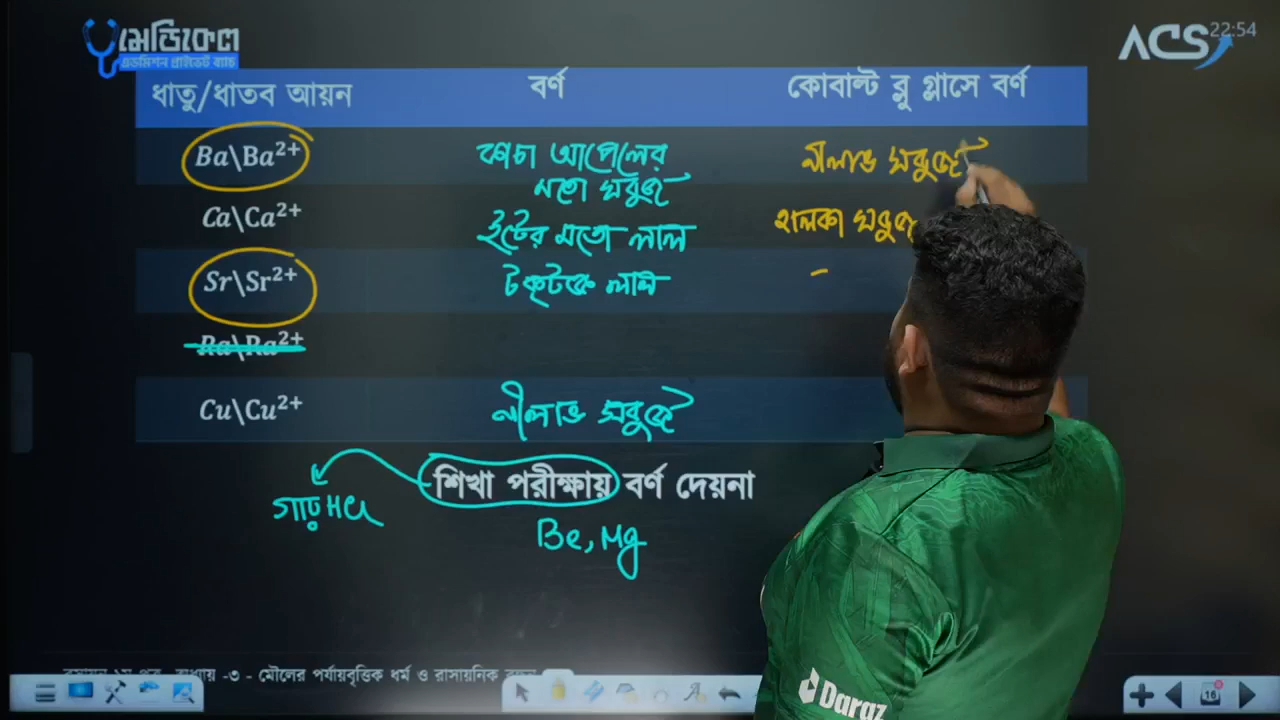 মেডিকেল
এডমিশন প্রাইভেট ব্যাচ
ACS
22:54
ধাতু/ধাতব আয়ন বর্ণ কোবাল্ট ব্লু গ্লাসে বর্ণ
Ba\Ba²⁺ কাচা আপেলের নীলাভ সবুজ
মতো সবুজ
Ca\Ca²⁺ ইটের মতো লাল হালকা সবুজ
Sr\Sr²⁺ টকটকে লাল -
Ra\Ra²⁺
Cu\Cu²⁺ নীলাভ সবুজ
শিখা পরীক্ষায় বর্ণ দেয়না
গাঢ় HCl
Be, Mg
-৩ - মৌলের পর্যায়বৃত্তিক ধর্ম ও রাসায়নিক
Daraz
16